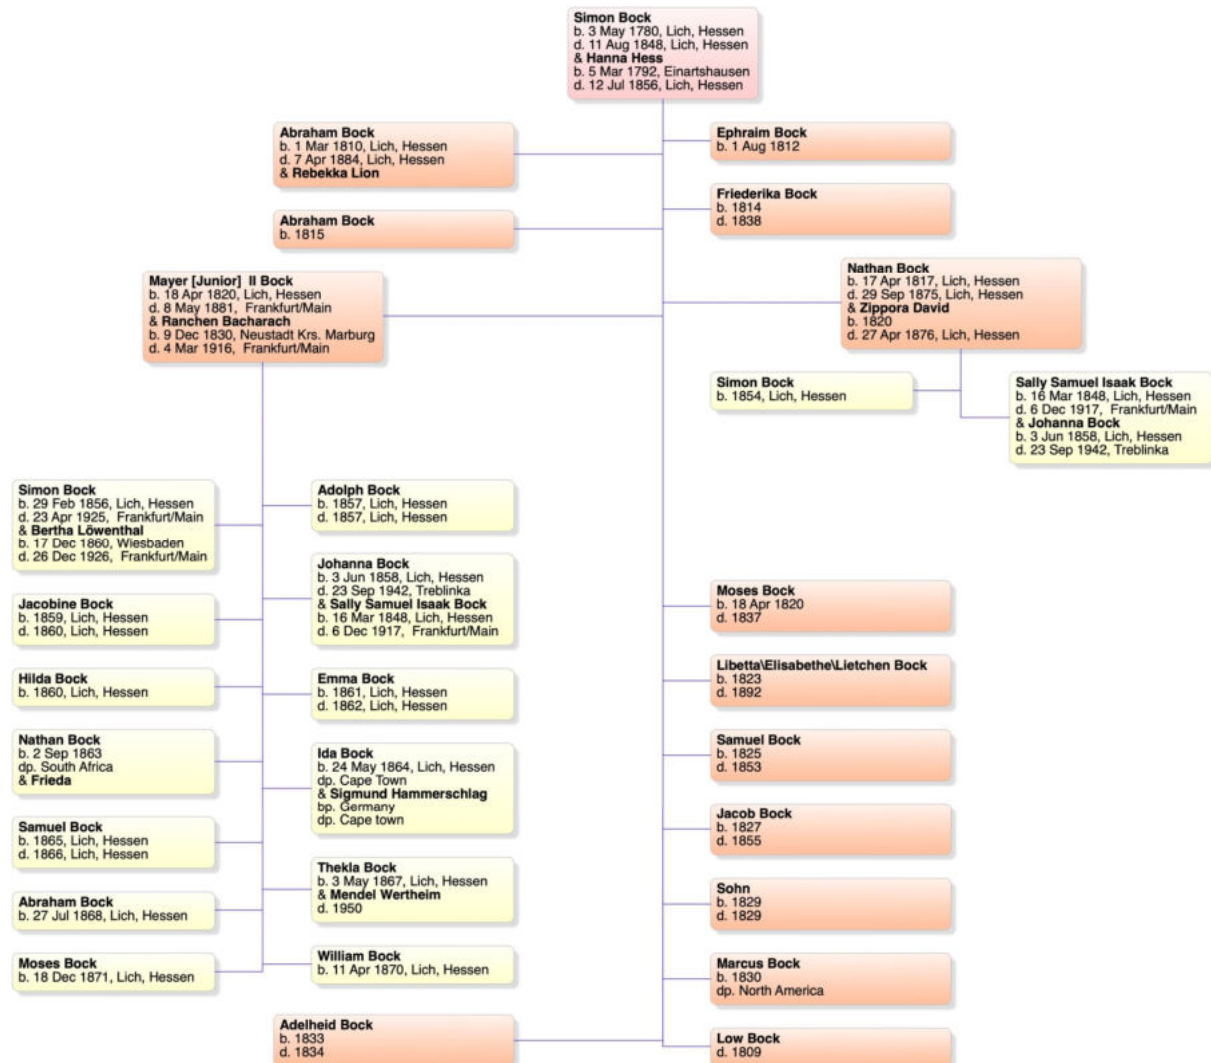 Simon Bock
b. 3 May 1780, Lich, Hessen
d. 11 Aug 1848, Lich, Hessen
& Hanna Hess
b. 5 Mar 1792, Einartshausen
d. 12 Jul 1856, Lich, Hessen
Abraham Bock
b. 1 Mar 1810, Lich, Hessen
d. 7 Apr 1884, Lich, Hessen
& Rebekka Lion
Ephraim Bock
b. 1 Aug 1812
Friederika Bock
b. 1814
d. 1838
Abraham Bock
b. 1815
Mayer [Junior] II Bock
b. 18 Apr 1820, Lich, Hessen
d. 8 May 1881, Frankfurt/Main
& Ranchen Bacharach
b. 9 Dec 1830, Neustadt Krs. Marburg
d. 4 Mar 1916, Frankfurt/Main
Nathan Bock
b. 17 Apr 1817, Lich, Hessen
d. 29 Sep 1875, Lich, Hessen
& Zippora David
b. 1820
d. 27 Apr 1876, Lich, Hessen
Simon Bock
b. 1854, Lich, Hessen
Sally Samuel Isaak Bock
b. 16 Mar 1848, Lich, Hessen
d. 6 Dec 1917, Frankfurt/Main
& Johanna Bock
b. 3 Jun 1858, Lich, Hessen
d. 23 Sep 1942, Treblinka
Simon Bock
b. 29 Feb 1856, Lich, Hessen
d. 23 Apr 1925, Frankfurt/Main
& Bertha Löwenthal
b. 17 Dec 1860, Wiesbaden
d. 26 Dec 1926, Frankfurt/Main
Adolph Bock
b. 1857, Lich, Hessen
d. 1857, Lich, Hessen
Johanna Bock
b. 3 Jun 1858, Lich, Hessen
d. 23 Sep 1942, Treblinka
& Sally Samuel Isaak Bock
b. 16 Mar 1848, Lich, Hessen
d. 6 Dec 1917, Frankfurt/Main
Jacobine Bock
b. 1859, Lich, Hessen
d. 1860, Lich, Hessen
Hilda Bock
b. 1860, Lich, Hessen
Emma Bock
b. 1861, Lich, Hessen
d. 1862, Lich, Hessen
Nathan Bock
b. 2 Sep 1863
dp. South Africa
& Frieda
Ida Bock
b. 24 May 1864, Lich, Hessen
dp. Cape Town
& Sigmund Hammerschlag
bp. Germany
dp. Cape town
Samuel Bock
b. 1865, Lich, Hessen
d. 1866, Lich, Hessen
Thekla Bock
b. 3 May 1867, Lich, Hessen
& Mendel Wertheim
d. 1950
Abraham Bock
b. 27 Jul 1868, Lich, Hessen
William Bock
b. 11 Apr 1870, Lich, Hessen
Moses Bock
b. 18 Dec 1871, Lich, Hessen
Moses Bock
b. 18 Apr 1820
d. 1837
Libetta\Elisabethe\Lietchen Bock
b. 1823
d. 1892
Samuel Bock
b. 1825
d. 1853
Jacob Bock
b. 1827
d. 1855
Sohn
b. 1829
d. 1829
Marcus Bock
b. 1830
dp. North America
Adelheid Bock
b. 1833
d. 1834
Low Bock
d. 1809